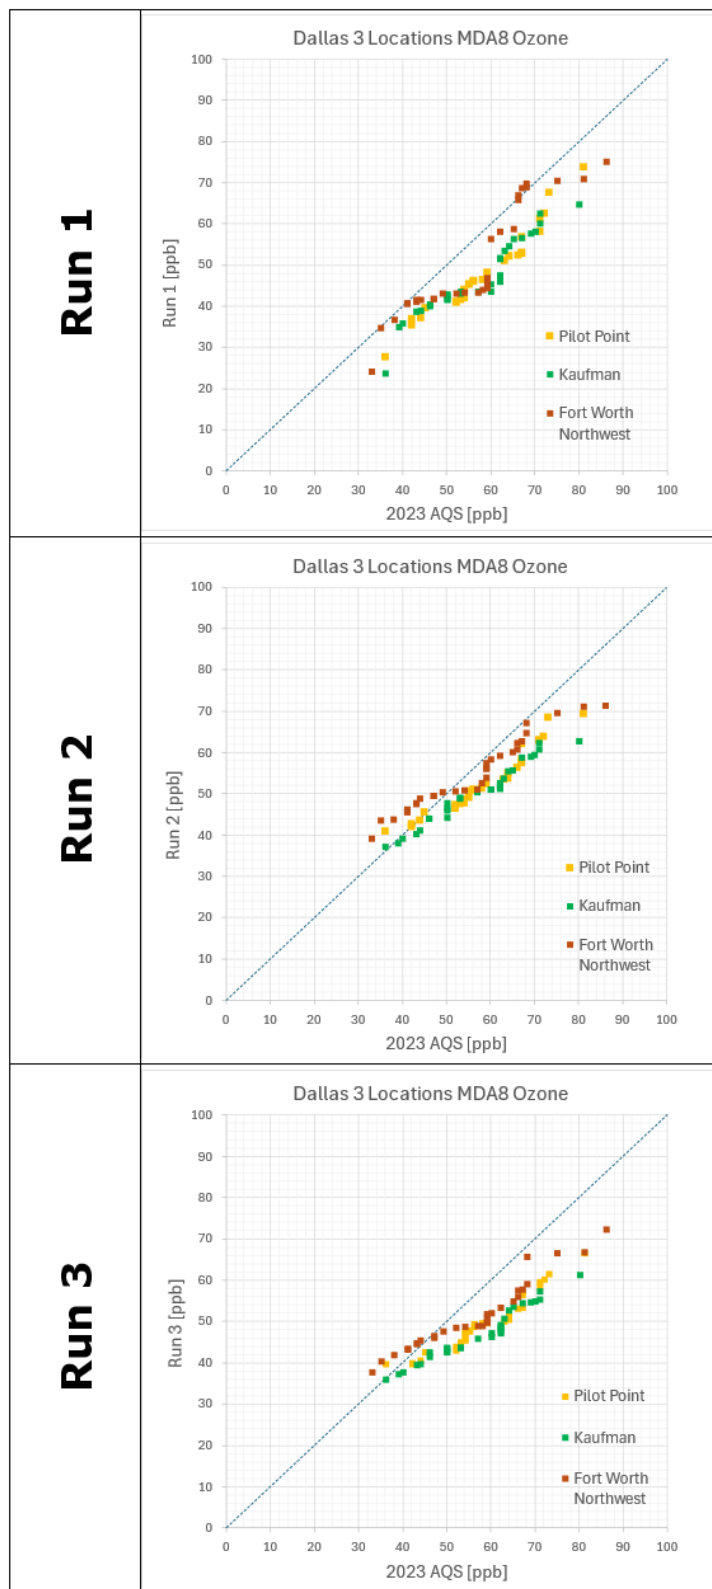 Run 1
Dallas 3 Locations MDA8 Ozone
100
90
80
70
60
50
40
30
20
10
0
Run 1 [ppb]
Pilot Point
Kaufman
Fort Worth
Northwest
0 10 20 30 40 50 60 70 80 90 100
2023 AQS [ppb]
Run 2
Dallas 3 Locations MDA8 Ozone
100
90
80
70
60
50
40
30
20
10
0
Run 2 [ppb]
Pilot Point
Kaufman
Fort Worth
Northwest
0 10 20 30 40 50 60 70 80 90 100
2023 AQS [ppb]
Run 3
Dallas 3 Locations MDA8 Ozone
100
90
80
70
60
50
40
30
20
10
0
Run 3 [ppb]
Pilot Point
Kaufman
Fort Worth
Northwest
0 10 20 30 40 50 60 70 80 90 100
2023 AQS [ppb]